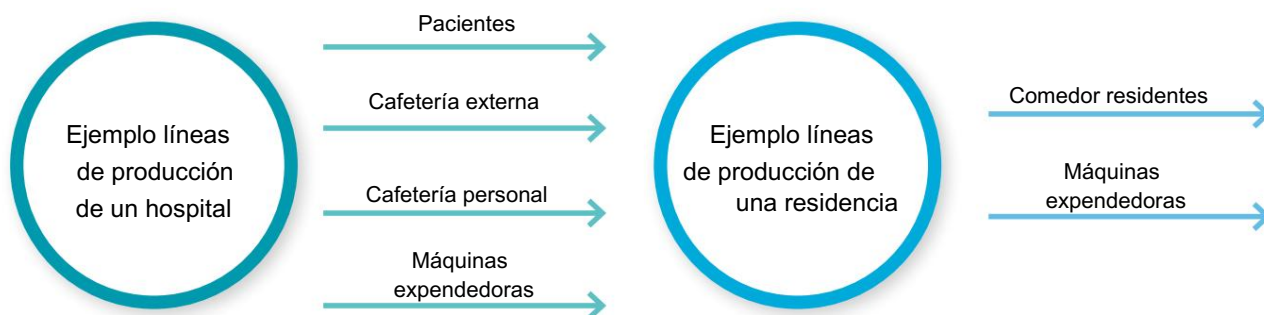 Ejemplo líneas
de producción
de un hospital
Pacientes
Cafetería externa
Cafetería personal
Máquinas
expendedoras
Ejemplo líneas
de producción de
una residencia
Comedor residentes
Máquinas
expendedoras